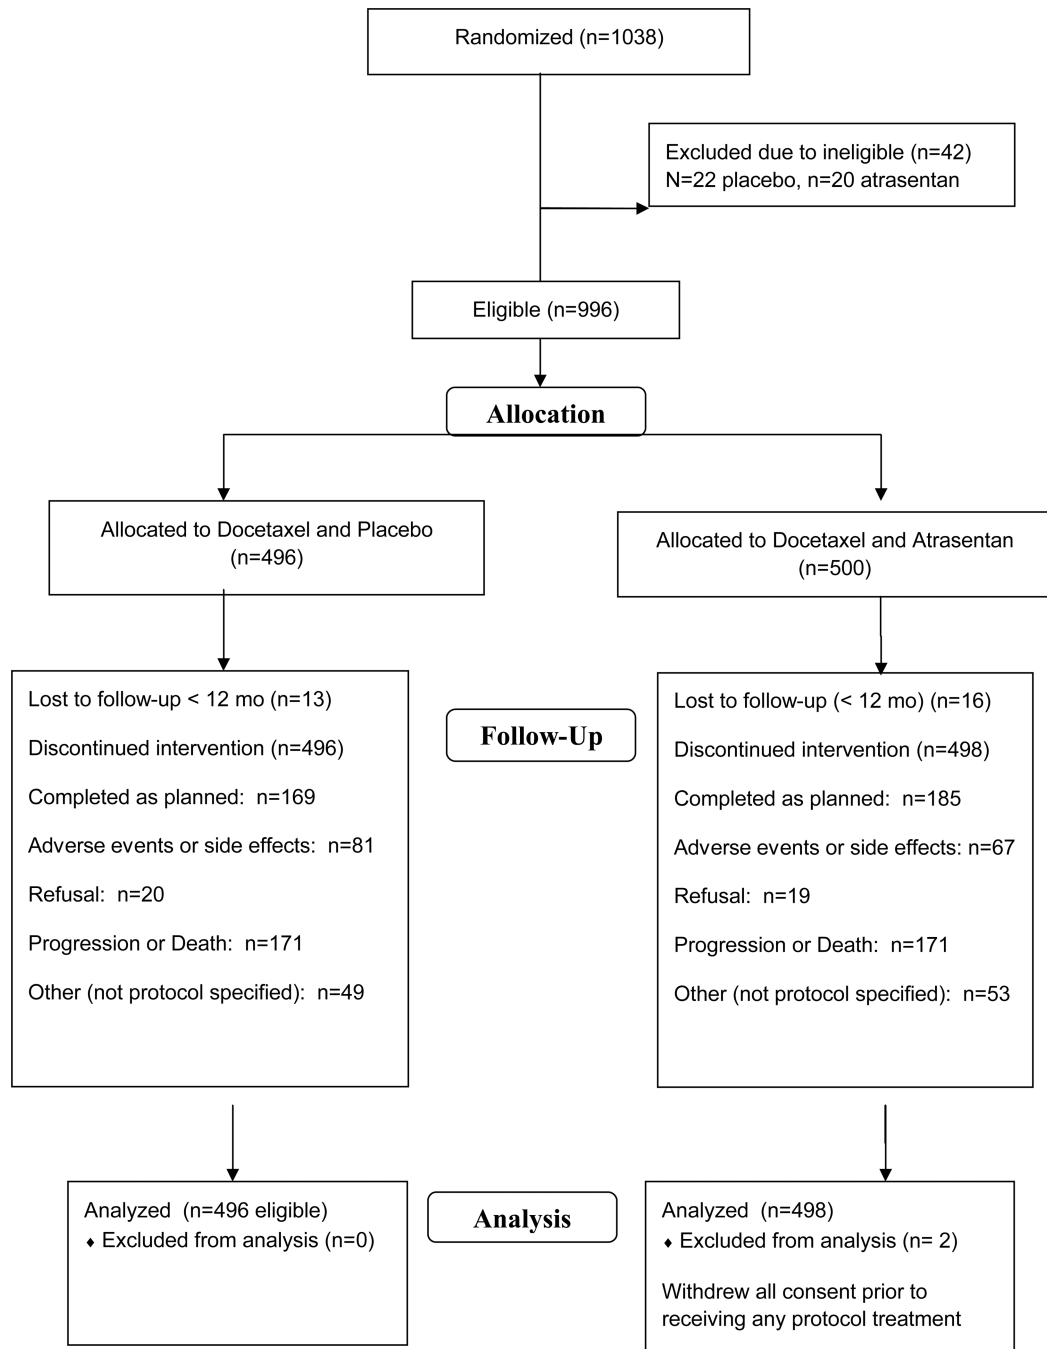 Randomized (n=1038)
Excluded due to ineligible (n=42)
N=22 placebo, n=20 atrasentan
Eligible (n=996)
Allocation
Allocated to Docetaxel and Placebo
(n=496)
Allocated to Docetaxel and Atrasentan
(n=500)
Lost to follow-up < 12 mo (n=13)
Discontinued intervention (n=496)
Completed as planned: n=169
Adverse events or side effects: n=81
Refusal: n=20
Progression or Death: n=171
Other (not protocol specified): n=49
Follow-Up
Lost to follow-up (< 12 mo) (n=16)
Discontinued intervention (n=498)
Completed as planned: n=185
Adverse events or side effects: n=67
Refusal: n=19
Progression or Death: n=171
Other (not protocol specified): n=53
Analyzed (n=496 eligible)
♦ Excluded from analysis (n=0)
Analysis
Analyzed (n=498)
♦ Excluded from analysis (n= 2)
Withdrew all consent prior to
receiving any protocol treatment